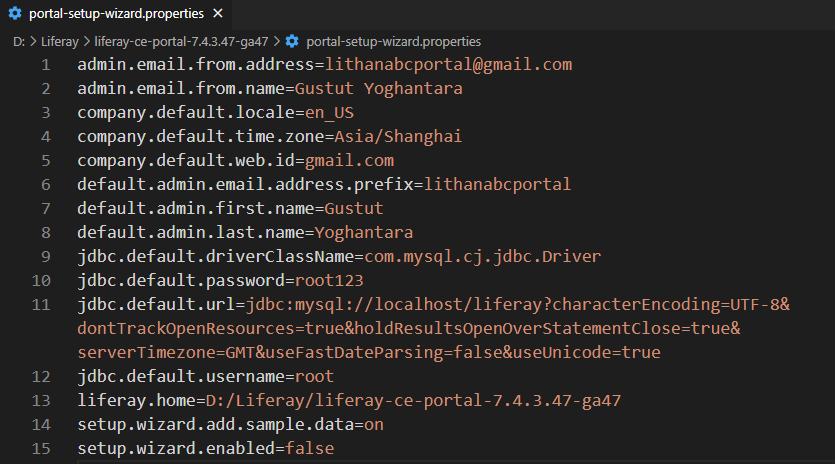 portal-setup-wizard.properties ×
D: > Liferay > liferay-ce-portal-7.4.3.47-ga47 > portal-setup-wizard.properties
1 admin.email.from.address=lithanabcportal@gmail.com
2 admin.email.from.name=Gustut Yoghantara
3 company.default.locale=en_US
4 company.default.time.zone=Asia/Shanghai
5 company.default.web.id=gmail.com
6 default.admin.email.address.prefix=lithanabcportal
7 default.admin.first.name=Gustut
8 default.admin.last.name=Yoghantara
9 jdbc.default.driverClassName=com.mysql.cj.jdbc.Driver
10 jdbc.default.password=root123
11 jdbc.default.url=jdbc:mysql://localhost/liferay?characterEncoding=UTF-8&
dontTrackOpenResources=true&holdResultsOpenOverStatementClose=true&
serverTimezone=GMT&useFastDateParsing=false&useUnicode=true
12 jdbc.default.username=root
13 liferay.home=D:/Liferay/liferay-ce-portal-7.4.3.47-ga47
14 setup.wizard.add.sample.data=on
15 setup.wizard.enabled=false